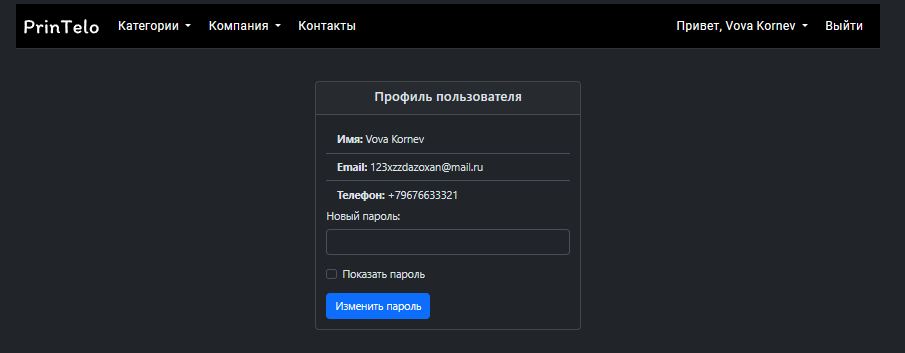 PrinTelo Категории Компания Контакты Привет, Vova Kornev Выйти
Профиль пользователя
Имя: Vova Kornev
Email: 123xzzdazoxan@mail.ru
Телефон: +79676633321
Новый пароль:
Показать пароль
Изменить пароль